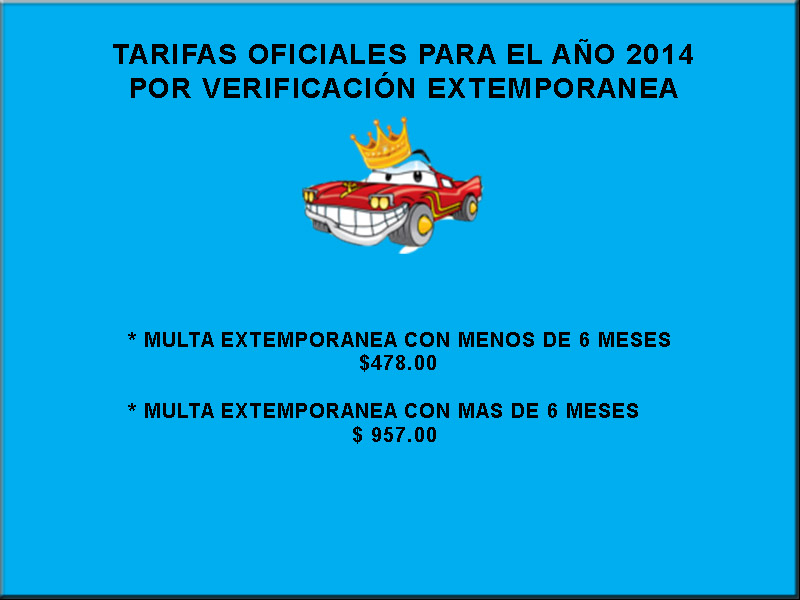 TARIFAS OFICIALES PARA EL AÑO 2014
POR VERIFICACIÓN EXTEMPORANEA
* MULTA EXTEMPORANEA CON MENOS DE 6 MESES
$478.00
* MULTA EXTEMPORANEA CON MAS DE 6 MESES
$ 957.00